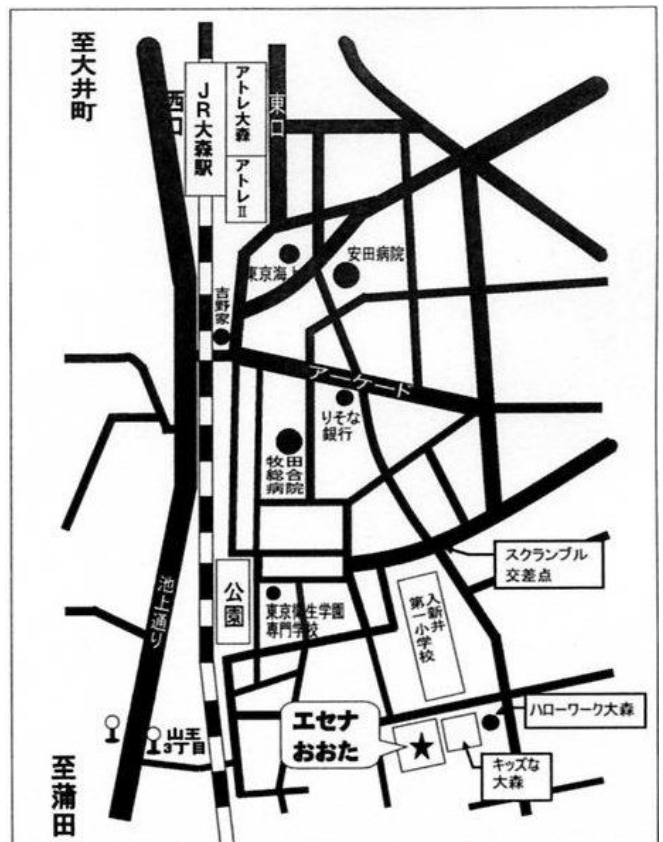 至大井町
西口
JR大森駅
アトレ大森
アトレⅡ
東口
東京海上
安田病院
吉野家
アーケード
りそな
銀行
牧田
総合
病院
スクランブル
交差点
池上通り
公園
東京衛生学園
専門学校
入新井
第一小学校
ハローワーク大森
エセナ
おおた
山王
3丁目
キッズな
大森
至蒲田